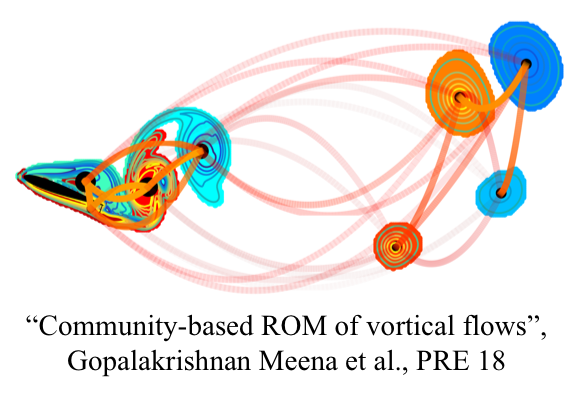 “Community-based ROM of vortical flows”,
Gopalakrishnan Meena et al., PRE 18